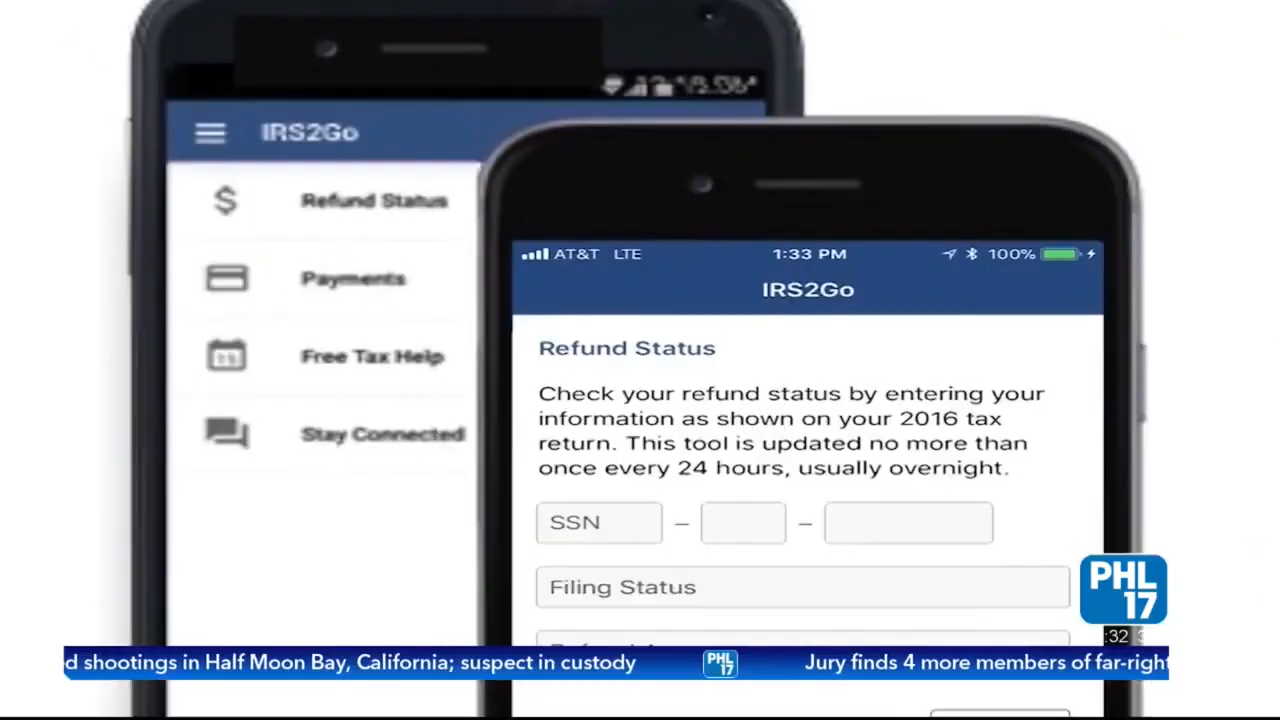 IRS2Go
Refund Status
Payments
Free Tax Help
Stay Connected
AT&T LTE 1:33 PM 100%
IRS2Go
Refund Status
Check your refund status by entering your
information as shown on your 2016 tax
return. This tool is updated no more than
once every 24 hours, usually overnight.
SSN – –
Filing Status
PHL
17
:32
d shootings in Half Moon Bay, California; suspect in custody PHL 17 Jury finds 4 more members of far-right